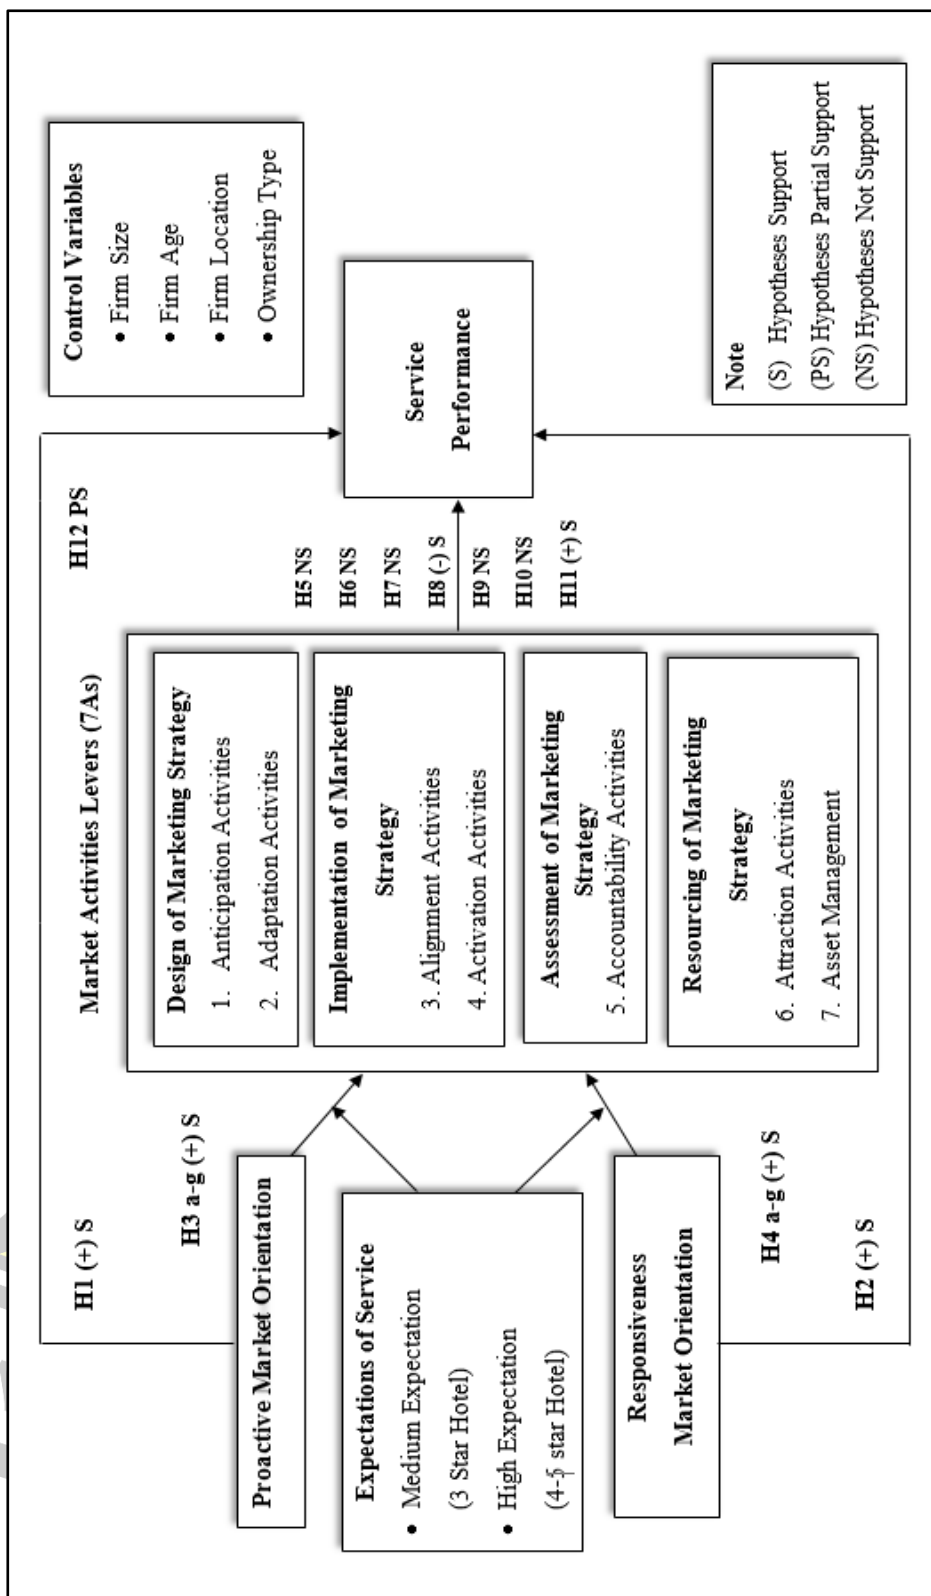 Control Variables
• Firm Size
• Firm Age
• Firm Location
• Ownership Type
H1 (+) S
H12 PS
Market Activities Levers (7As)
H3 a-g (+) S
Proactive Market Orientation
Expectations of Service
• Medium Expectation
(3 Star Hotel)
• High Expectation
(4-5 star Hotel)
Responsiveness
Market Orientation
H4 a-g (+) S
H2 (+) S
Design of Marketing Strategy
1. Anticipation Activities
2. Adaptation Activities
Implementation of Marketing
Strategy
3. Alignment Activities
4. Activation Activities
Assessment of Marketing
Strategy
5. Accountability Activities
Resourcing of Marketing
Strategy
6. Attraction Activities
7. Asset Management
H5 NS
H6 NS
H7 NS
H8 (-) S
H9 NS
H10 NS
H11 (+) S
Service
Performance
Note
(S) Hypotheses Support
(PS) Hypotheses Partial Support
(NS) Hypotheses Not Support